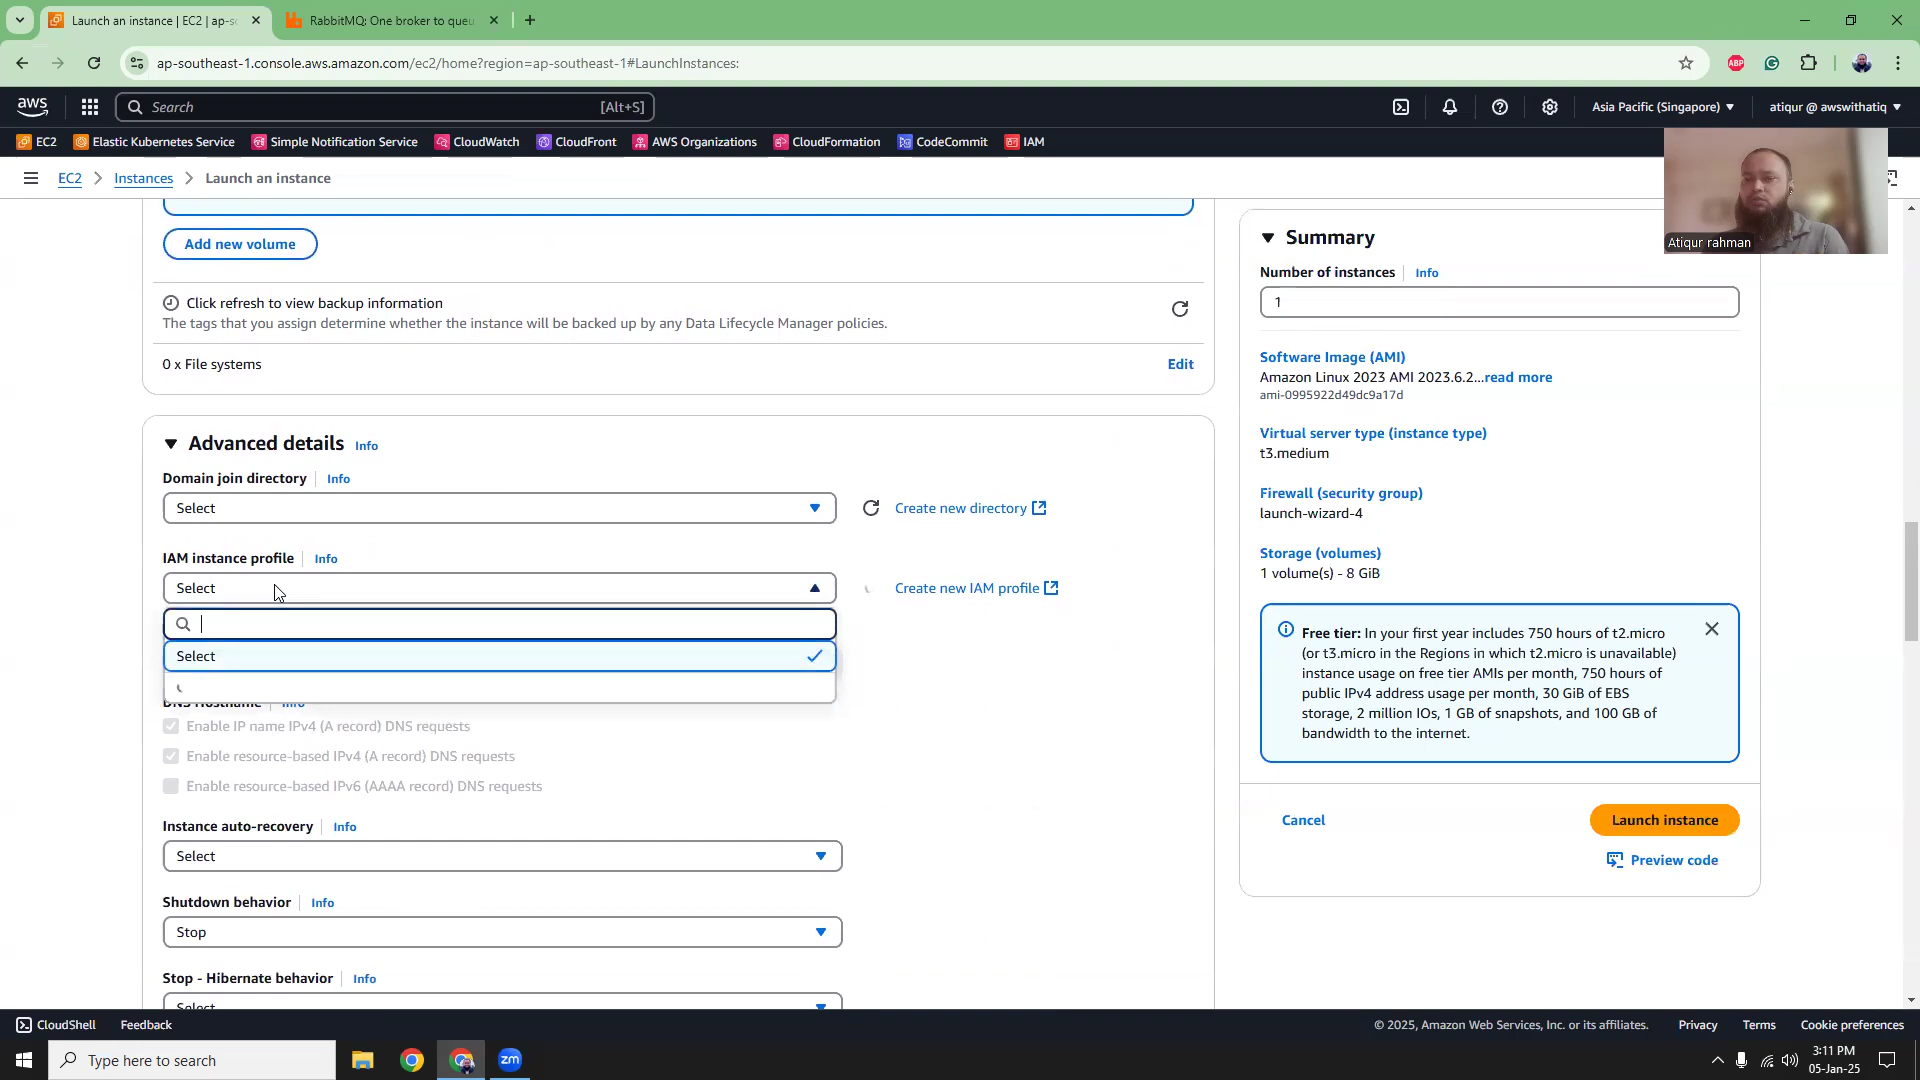 Launch an instance | EC2 | ap-so
RabbitMQ: One broker to queu
ap-southeast-1.console.aws.amazon.com/ec2/home?region=ap-southeast-1#LaunchInstances:
ABP
aws
Search
[Alt+S]
Asia Pacific (Singapore)
atiqur @ awswithatiq
EC2
Elastic Kubernetes Service
Simple Notification Service
CloudWatch
CloudFront
AWS Organizations
CloudFormation
CodeCommit
IAM
EC2
Instances
Launch an instance
Atiqur rahman
Add new volume
Click refresh to view backup information
The tags that you assign determine whether the instance will be backed up by any Data Lifecycle Manager policies.
0 x File systems
Edit
Advanced details
Info
Domain join directory
Info
Select
Create new directory
IAM instance profile
Info
Select
Create new IAM profile
Select
DNS Hostname
Info
Enable IP name IPv4 (A record) DNS requests
Enable resource-based IPv4 (A record) DNS requests
Enable resource-based IPv6 (AAAA record) DNS requests
Instance auto-recovery
Info
Select
Shutdown behavior
Info
Stop
Stop - Hibernate behavior
Info
Select
Summary
Number of instances
Info
1
Software Image (AMI)
Amazon Linux 2023 AMI 2023.6.2...read more
ami-0995922d49dc9a17d
Virtual server type (instance type)
t3.medium
Firewall (security group)
launch-wizard-4
Storage (volumes)
1 volume(s) - 8 GiB
Free tier: In your first year includes 750 hours of t2.micro
(or t3.micro in the Regions in which t2.micro is unavailable)
instance usage on free tier AMIs per month, 750 hours of
public IPv4 address usage per month, 30 GiB of EBS
storage, 2 million IOs, 1 GB of snapshots, and 100 GB of
bandwidth to the internet.
Cancel
Launch instance
Preview code
CloudShell
Feedback
© 2025, Amazon Web Services, Inc. or its affiliates.
Privacy
Terms
Cookie preferences
Type here to search
zm
3:11 PM
05-Jan-25